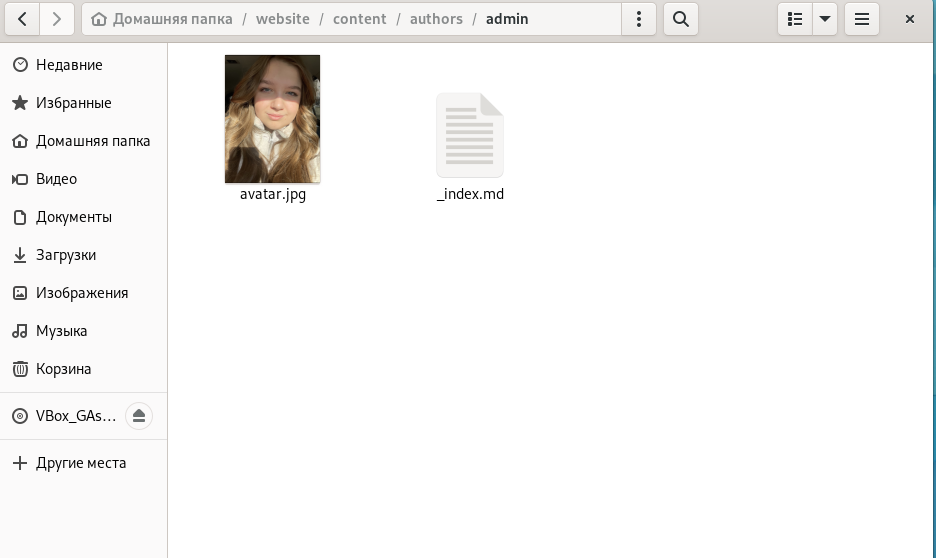 Домашняя папка / website / content / authors / admin
Недавние
Избранные
Домашняя папка
Видео
Документы
Загрузки
Изображения
Музыка
Корзина
VBox_GAs...
Другие места
avatar.jpg
_index.md